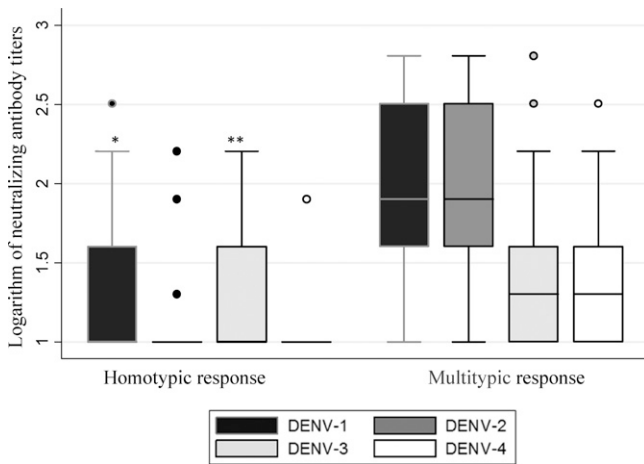 Logarithm of neutralizing antibody titers
3
2.5
2
1.5
1
*
**
Homotypic response
Multitypic response
DENV-1
DENV-2
DENV-3
DENV-4